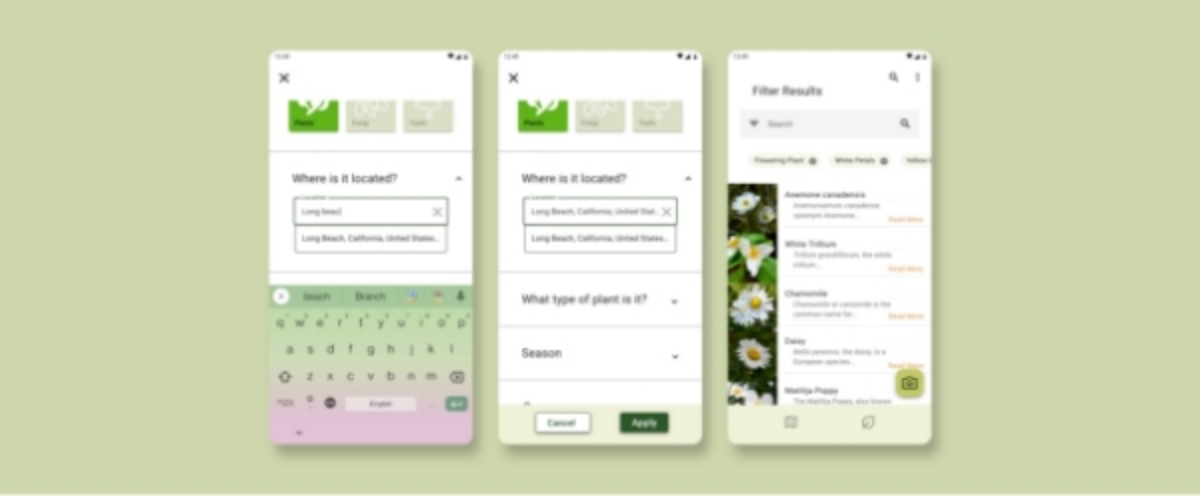 12:45
Plants
Fungi
Trails
Where is it located?
Location
Long beac
Long Beach, California, United States...
beach
Branch
q w e r t y u i o p
a s d f g h j k l
z x c v b n m
English
12:45
Plants
Fungi
Trails
Where is it located?
Location
Long Beach, California, United Stat...
Long Beach, California, United States...
What type of plant is it?
Season
Cancel
Apply
12:45
Filter Results
Search
Flowering Plant
White Petals
Yellow
Anemone canadensis
Anemonastrum canadense,
synonym Anemone...
Read More
White Trillium
Trillium grandiflorum, the white
trillium...
Read More
Chamomile
Chamomile or camomile is the
common name for...
Read More
Daisy
Bellis perennis, the daisy, is a
European species...
Read More
Matilija Poppy
The Matilija Poppy, also known